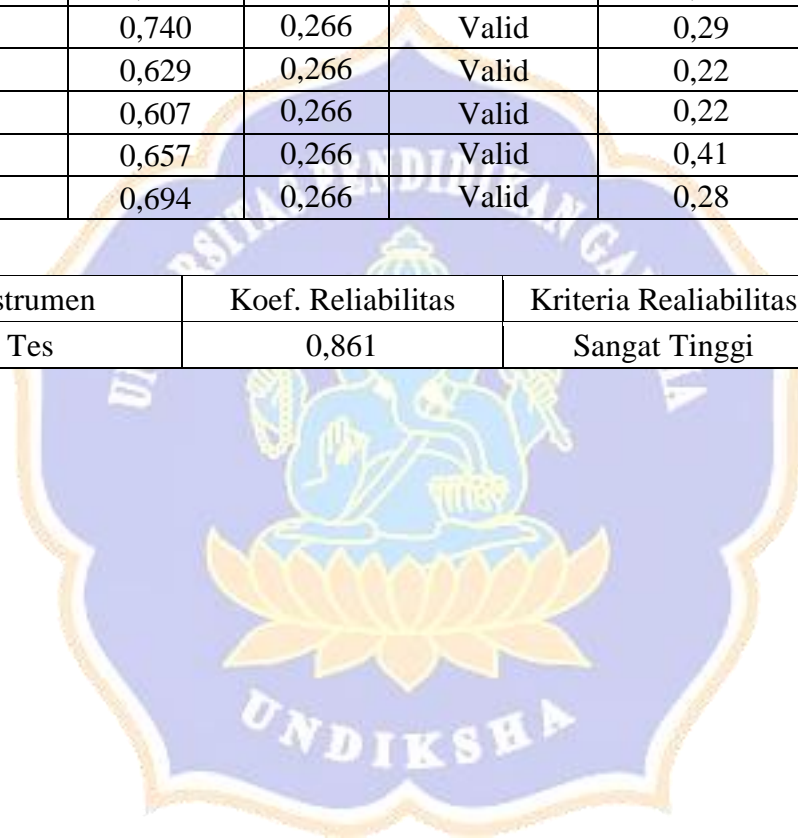 0,740 0,266 Valid 0,29
0,629 0,266 Valid 0,22
0,607 0,266 Valid 0,22
0,657 0,266 Valid 0,41
0,694 0,266 Valid 0,28
strumen Koef. Reliabilitas Kriteria Realiabilitas
Tes 0,861 Sangat Tinggi
UNDIKSHA